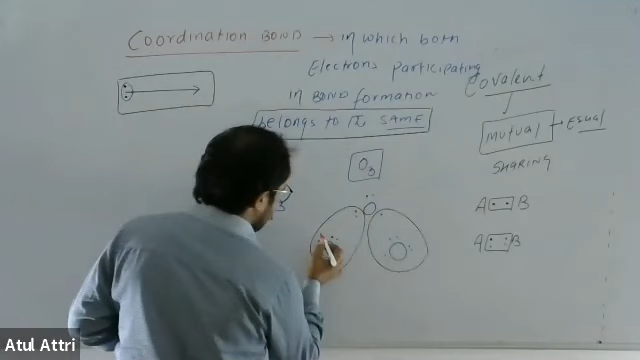 Coordination BOND → in which both
Electrons participating
in BOND formation
belongs to the SAME
O3
Covalent
mutual → Equal
SHARING
A : B
A :: B
Atul Attri